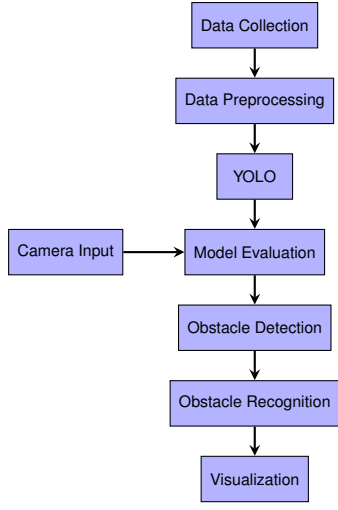 Data Collection
Data Preprocessing
YOLO
Camera Input
Model Evaluation
Obstacle Detection
Obstacle Recognition
Visualization